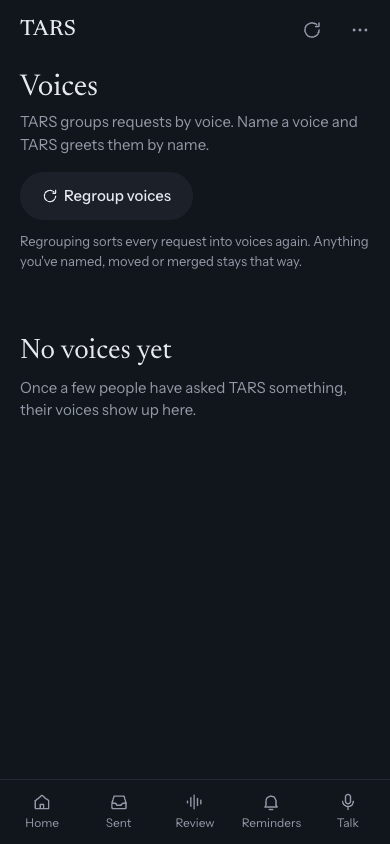 TARS
Voices
TARS groups requests by voice. Name a voice and
TARS greets them by name.
Regroup voices
Regrouping sorts every request into voices again. Anything
you've named, moved or merged stays that way.
No voices yet
Once a few people have asked TARS something,
their voices show up here.
Home Sent Review Reminders Talk